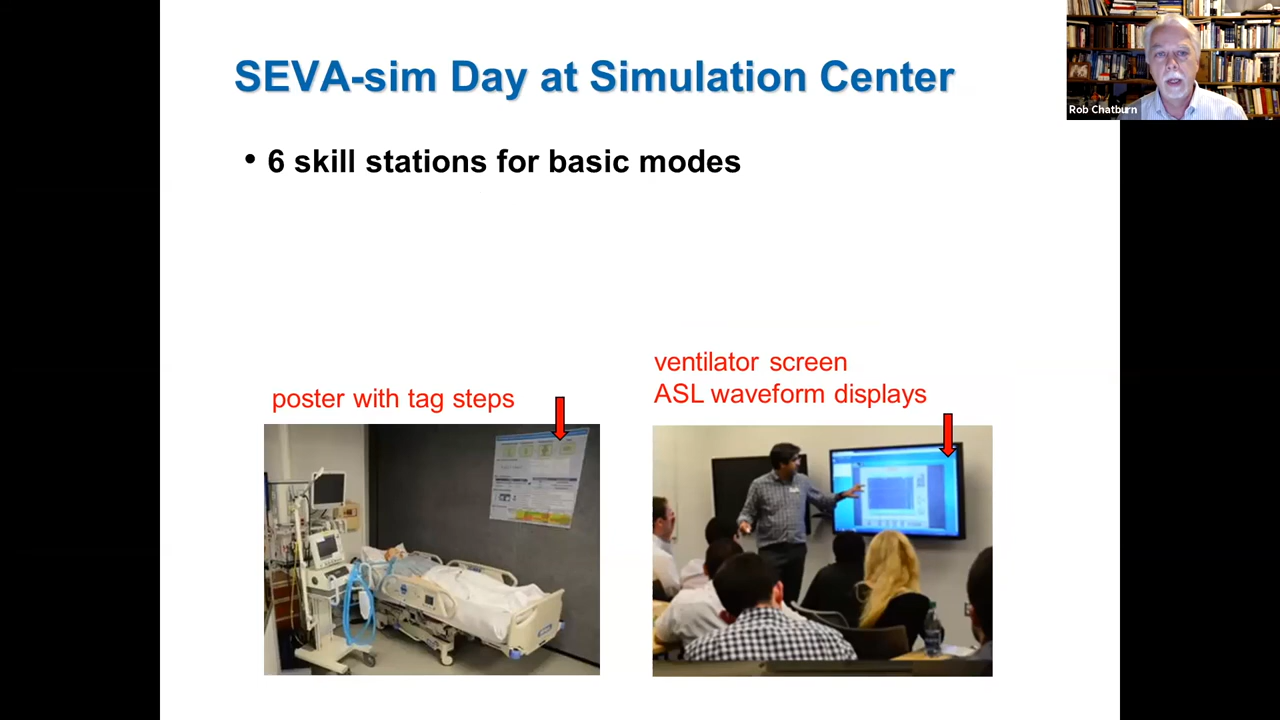 SEVA-sim Day at Simulation Center
Rob Chatburn
• 6 skill stations for basic modes
ventilator screen
ASL waveform displays
poster with tag steps